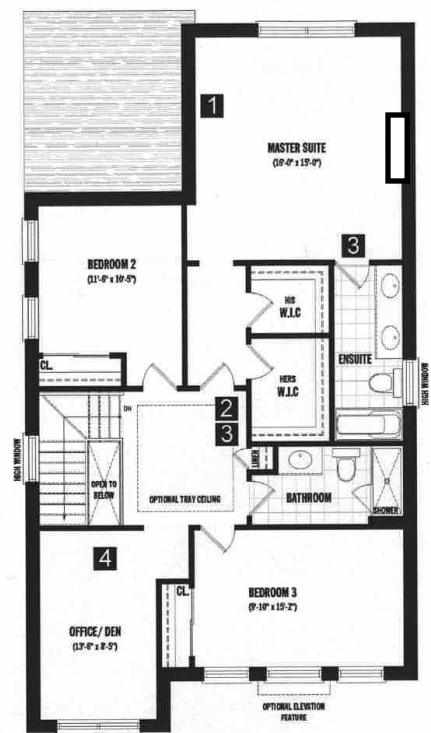 1
MASTER SUITE
(16'-0" x 15'-0")
3
BEDROOM 2
(11'-6" x 10'-5")
HIS
W.I.C
CL.
ENSUITE
HERS
W.I.C
HIGH WINDOW
DN
2
3
HIGH WINDOW
OPEN TO
BELOW
OPTIONAL TRAY CEILING
LINEN
BATHROOM
SHOWER
4
CL.
BEDROOM 3
(9'-10" x 15'-2")
OFFICE/ DEN
(13'-6" x 8'-5")
OPTIONAL ELEVATION
FEATURE